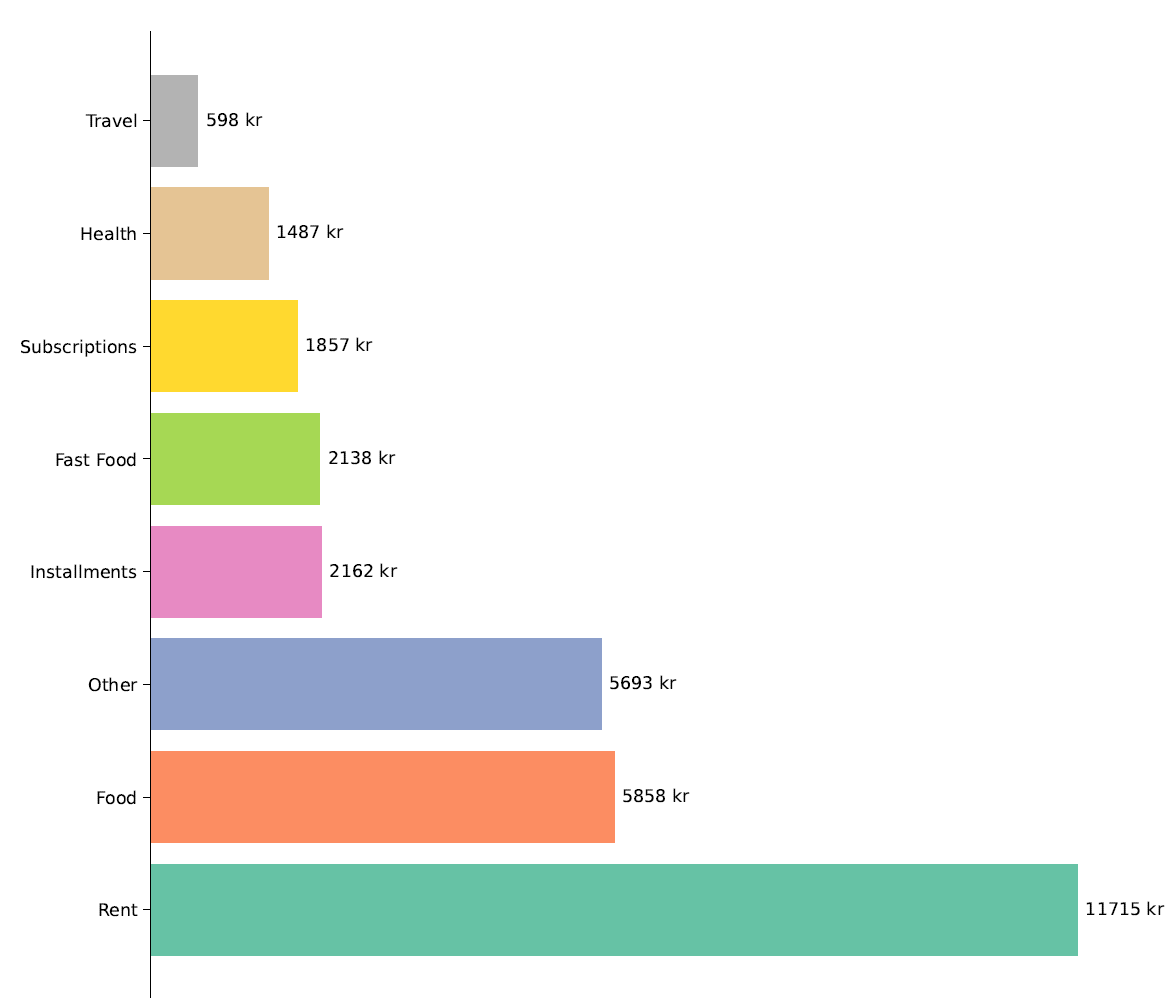 Travel 598 kr
Health 1487 kr
Subscriptions 1857 kr
Fast Food 2138 kr
Installments 2162 kr
Other 5693 kr
Food 5858 kr
Rent 11715 kr